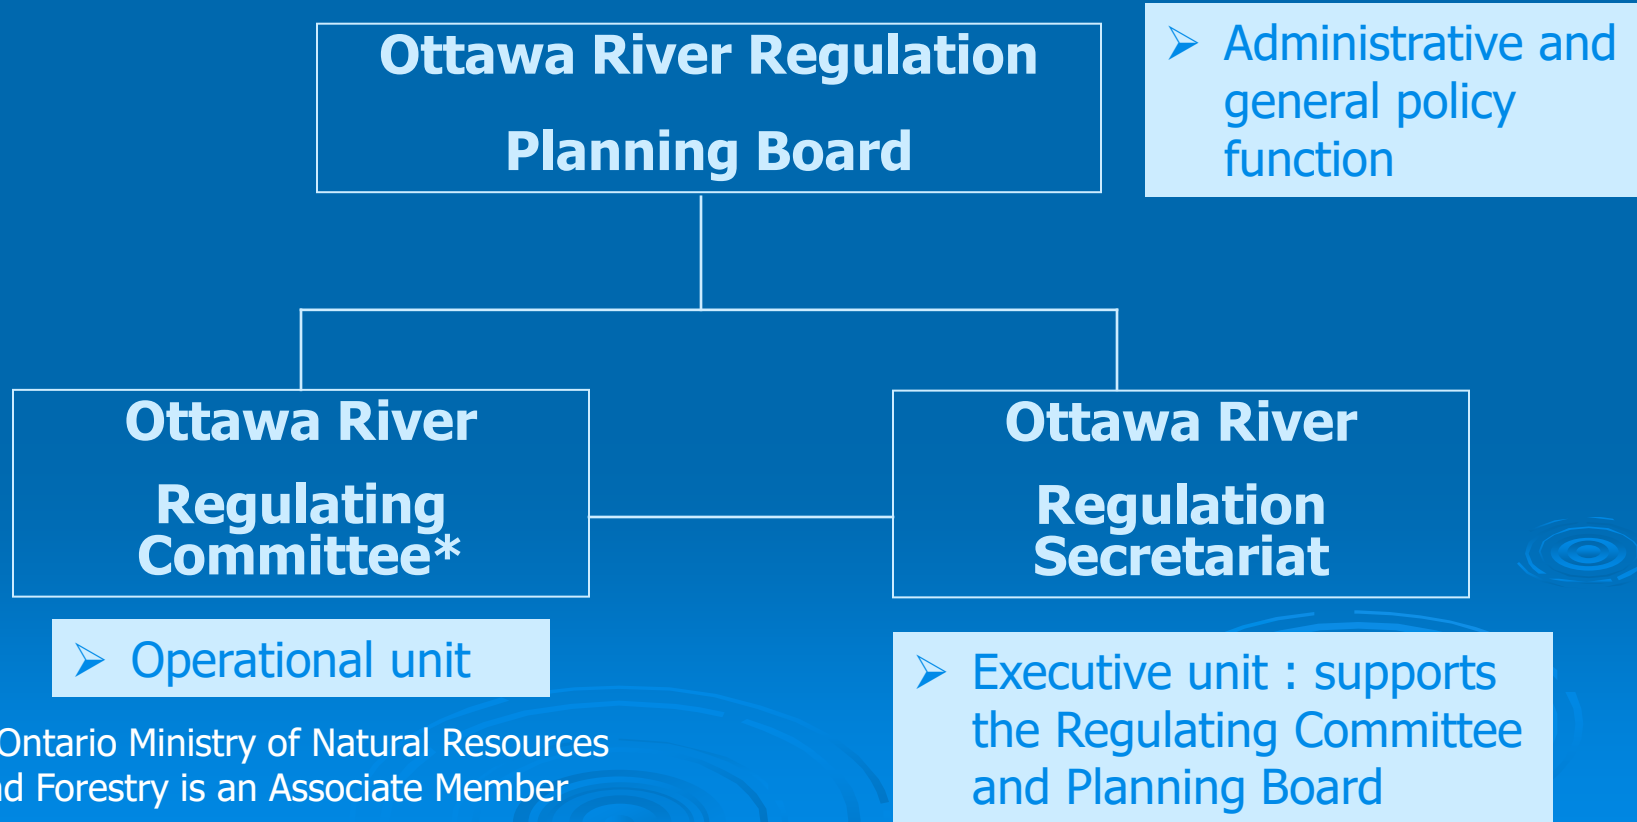 Ottawa River Regulation
Planning Board
➢ Administrative and
general policy
function
Ottawa River
Regulating
Committee*
Ottawa River
Regulation
Secretariat
➢ Operational unit
Ontario Ministry of Natural Resources
Forestry is an Associate Member
➢ Executive unit : supports
the Regulating Committee
and Planning Board